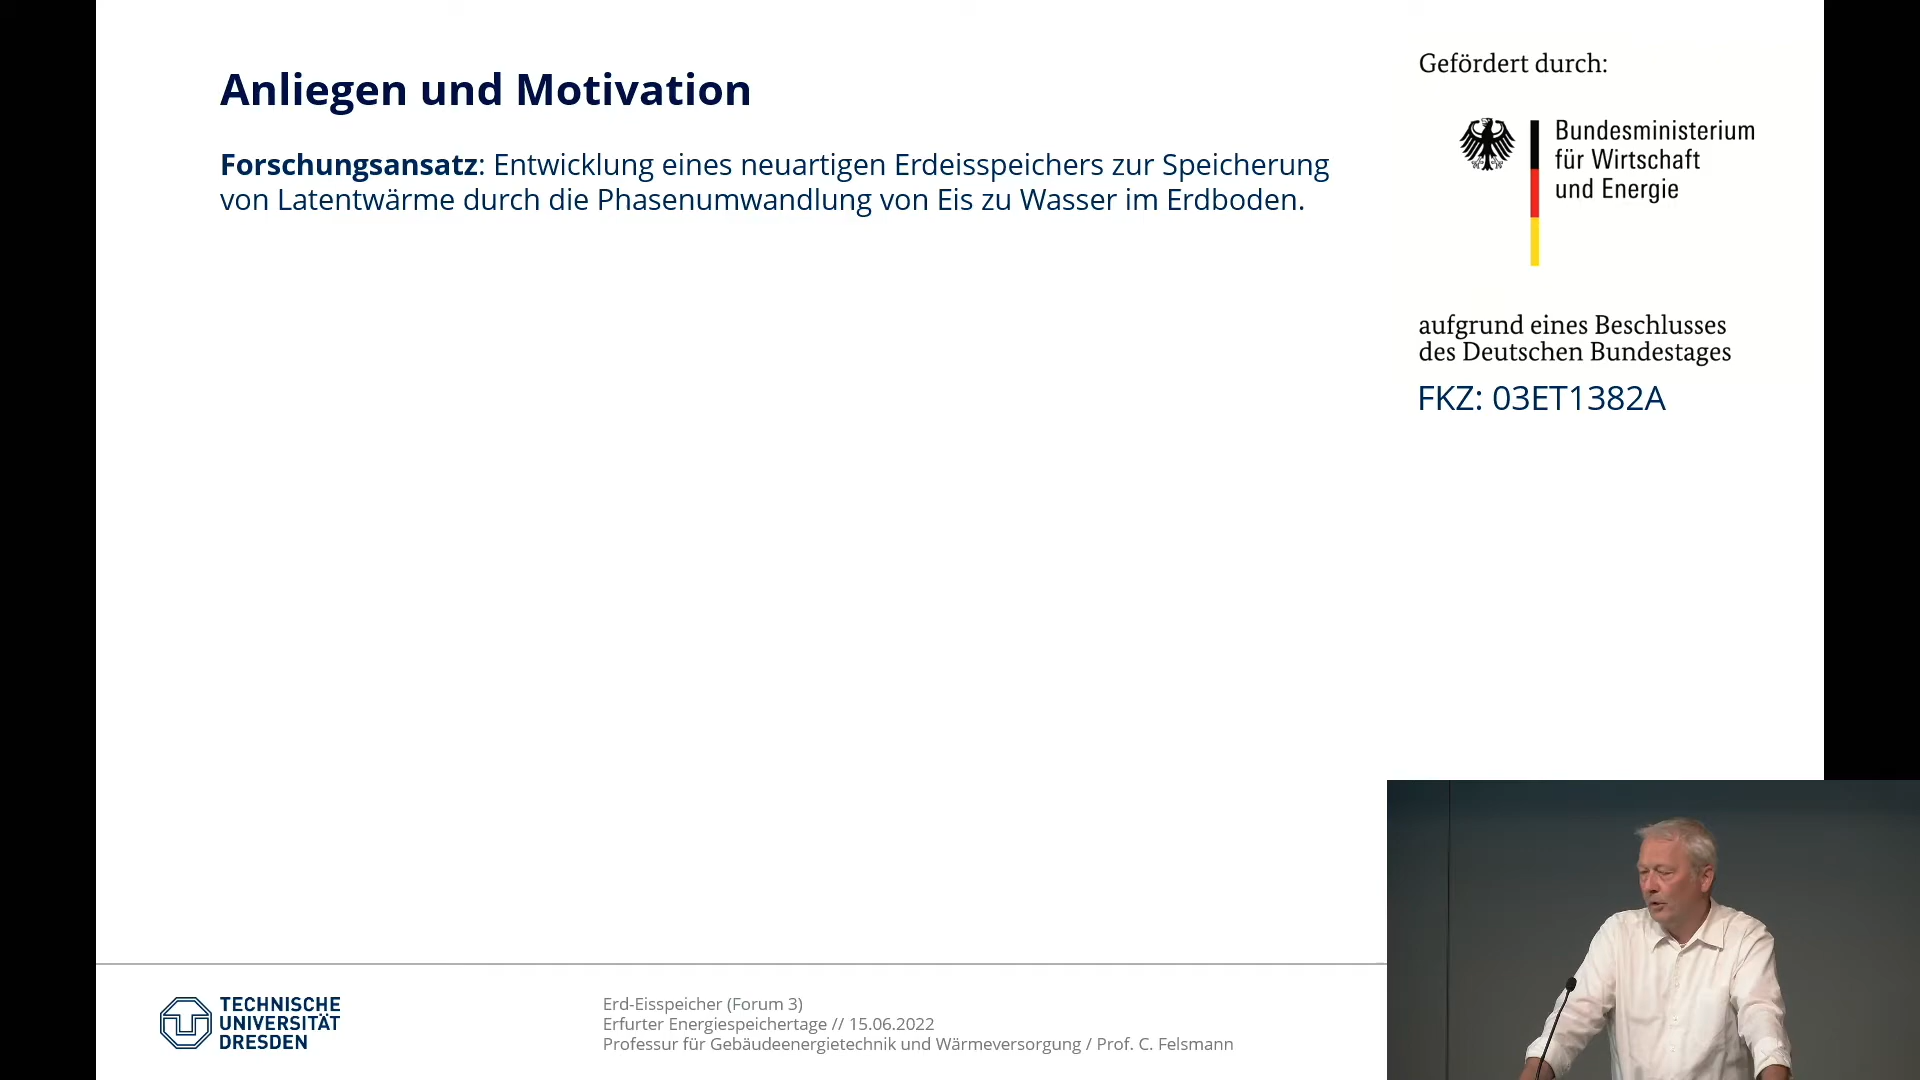 Anliegen und Motivation
Forschungsansatz: Entwicklung eines neuartigen Erdeisspeichers zur Speicherung
von Latentwärme durch die Phasenumwandlung von Eis zu Wasser im Erdboden.
Gefördert durch:
Bundesministerium
für Wirtschaft
und Energie
aufgrund eines Beschlusses
des Deutschen Bundestages
FKZ: 03ET1382A
TECHNISCHE
UNIVERSITÄT
DRESDEN
Erd-Eisspeicher (Forum 3)
Erfurter Energiespeichertage // 15.06.2022
Professur für Gebäudeenergietechnik und Wärmeversorgung / Prof. C. Felsmann